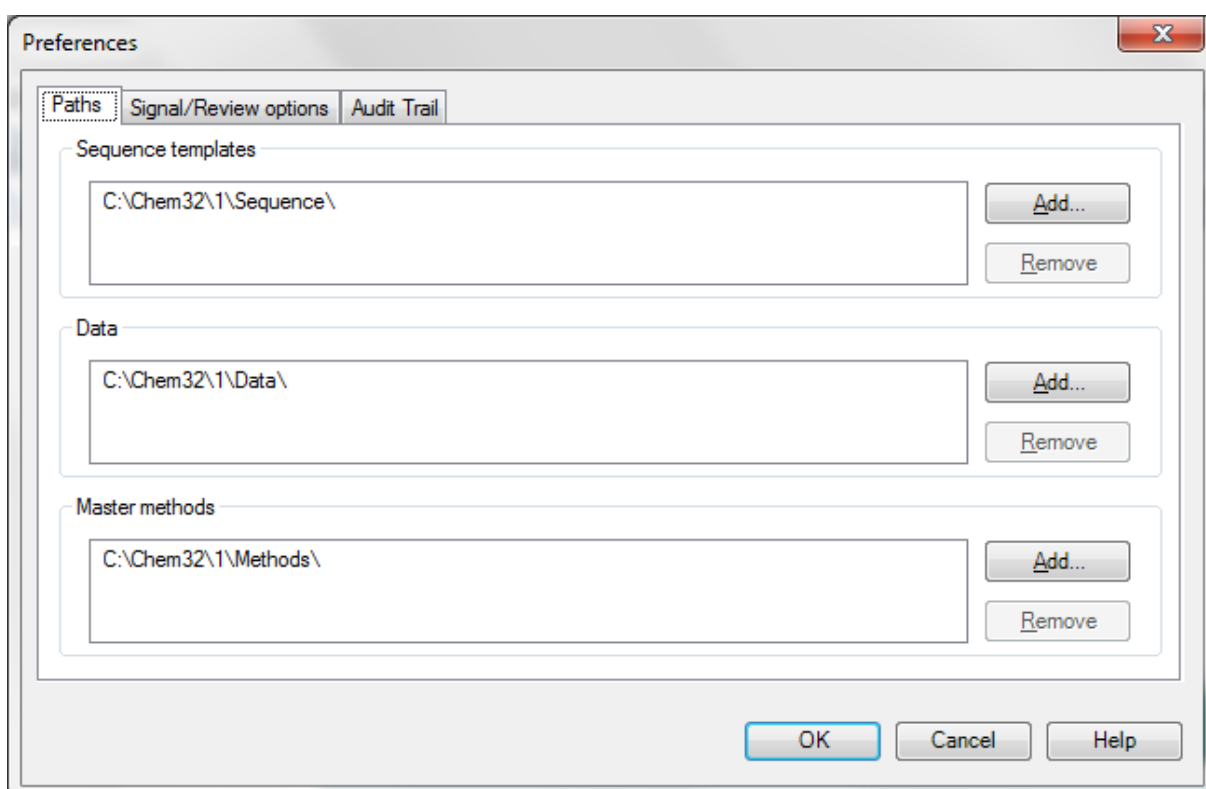 Preferences
Paths Signal/Review options Audit Trail
Sequence templates
C:\Chem32\1\Sequence\
Add...
Remove
Data
C:\Chem32\1\Data\
Add...
Remove
Master methods
C:\Chem32\1\Methods\
Add...
Remove
OK Cancel Help